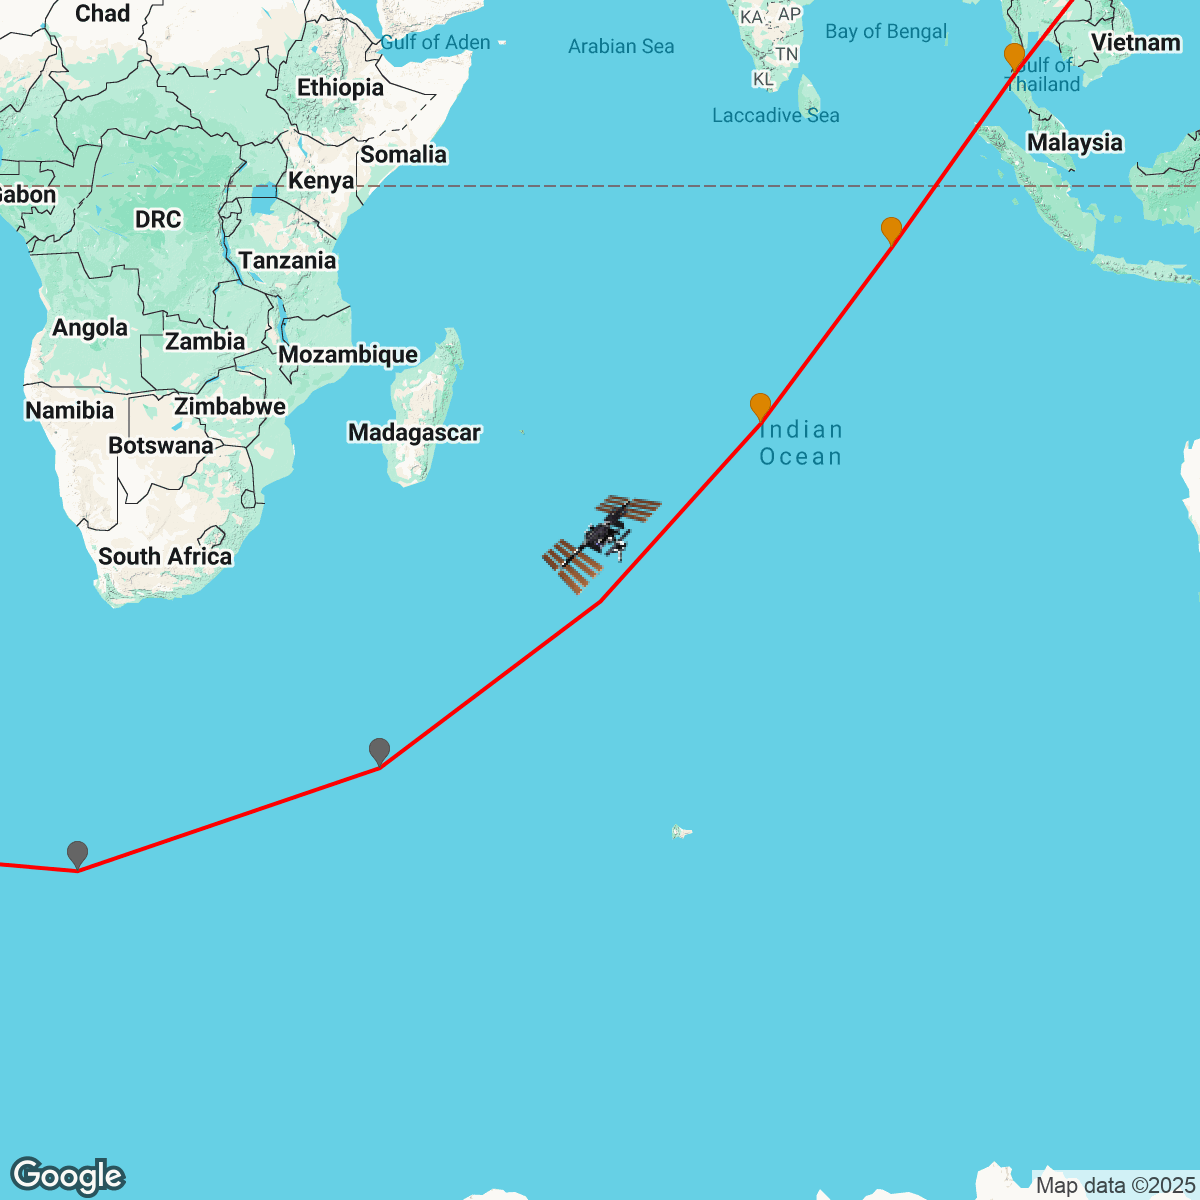 Chad
KA
AP
Gulf of Aden
Arabian Sea
Bay of Bengal
Vietnam
TN
Ethiopia
KL
Gulf of
Thailand
Laccadive Sea
Somalia
Malaysia
Kenya
Gabon
DRC
Tanzania
Angola
Zambia
Mozambique
Namibia
Zimbabwe
Madagascar
Botswana
Indian
Ocean
South Africa
Google
Map data ©2025